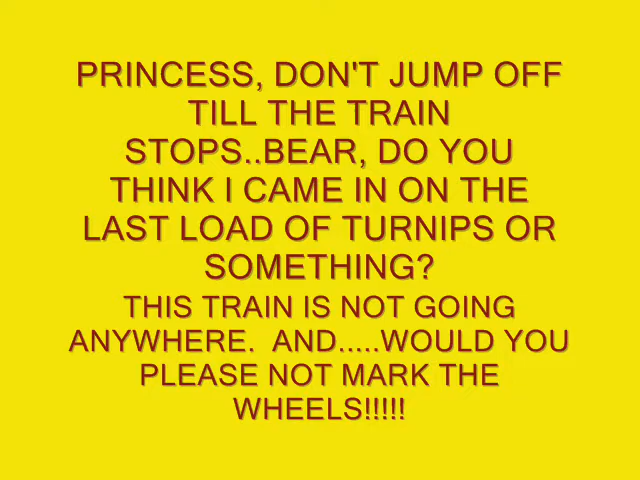 PRINCESS, DON'T JUMP OFF
TILL THE TRAIN
STOPS..BEAR, DO YOU
THINK I CAME IN ON THE
LAST LOAD OF TURNIPS OR
SOMETHING?
THIS TRAIN IS NOT GOING
ANYWHERE.  AND.....WOULD YOU
PLEASE NOT MARK THE
WHEELS!!!!!